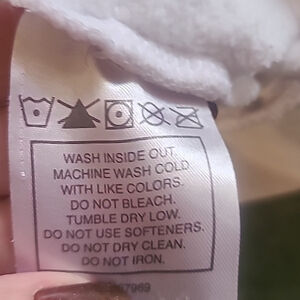 WASH INSIDE OUT.
MACHINE WASH COLD
WITH LIKE COLORS.
DO NOT BLEACH.
TUMBLE DRY LOW.
DO NOT USE SOFTENERS.
DO NOT DRY CLEAN.
DO NOT IRON.